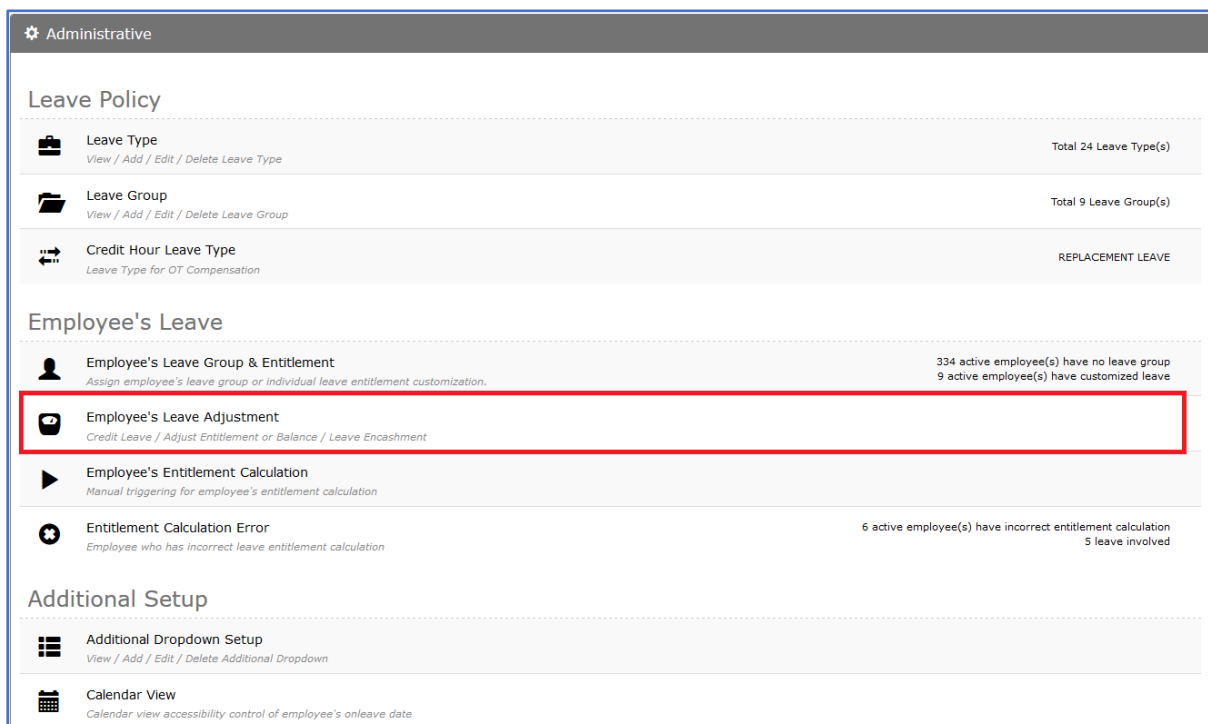 Administrative
Leave Policy
Leave Type
View / Add / Edit / Delete Leave Type
Total 24 Leave Type(s)
Leave Group
View / Add / Edit / Delete Leave Group
Total 9 Leave Group(s)
Credit Hour Leave Type
Leave Type for OT Compensation
REPLACEMENT LEAVE
Employee's Leave
Employee's Leave Group & Entitlement
Assign employee's leave group or individual leave entitlement customization.
334 active employee(s) have no leave group
9 active employee(s) have customized leave
Employee's Leave Adjustment
Credit Leave / Adjust Entitlement or Balance / Leave Encashment
Employee's Entitlement Calculation
Manual triggering for employee's entitlement calculation
Entitlement Calculation Error
Employee who has incorrect leave entitlement calculation
6 active employee(s) have incorrect entitlement calculation
5 leave involved
Additional Setup
Additional Dropdown Setup
View / Add / Edit / Delete Additional Dropdown
Calendar View
Calendar view accessibility control of employee's onleave date